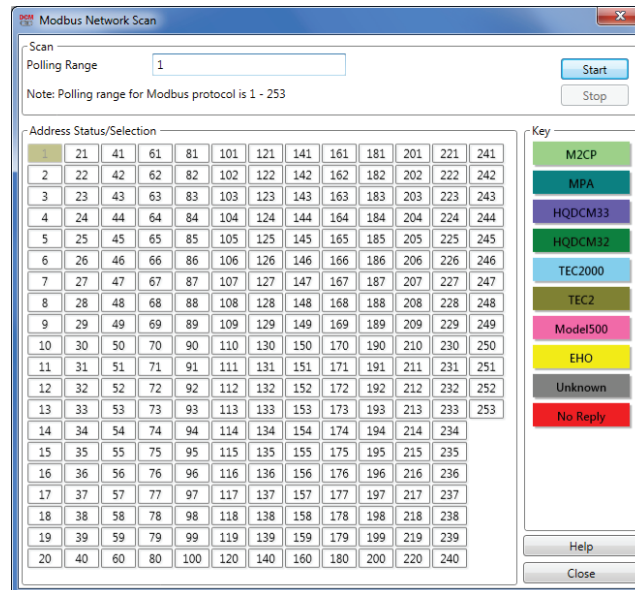 DCM Modbus Network Scan
Scan
Polling Range 1 Start
Note: Polling range for Modbus protocol is 1 - 253 Stop
Address Status/Selection Key
1 21 41 61 81 101 121 141 161 181 201 221 241 M2CP
2 22 42 62 82 102 122 142 162 182 202 222 242
3 23 43 63 83 103 123 143 163 183 203 223 243 MPA
4 24 44 64 84 104 124 144 164 184 204 224 244 HQDCM33
5 25 45 65 85 105 125 145 165 185 205 225 245 HQDCM32
6 26 46 66 86 106 126 146 166 186 206 226 246 TEC2000
7 27 47 67 87 107 127 147 167 187 207 227 247
8 28 48 68 88 108 128 148 168 188 208 228 248 TEC2
9 29 49 69 89 109 129 149 169 189 209 229 249 Model500
10 30 50 70 90 110 130 150 170 190 210 230 250 EHO
11 31 51 71 91 111 131 151 171 191 211 231 251
12 32 52 72 92 112 132 152 172 192 212 232 252 Unknown
13 33 53 73 93 113 133 153 173 193 213 233 253 No Reply
14 34 54 74 94 114 134 154 174 194 214 234
15 35 55 75 95 115 135 155 175 195 215 235
16 36 56 76 96 116 136 156 176 196 216 236
17 37 57 77 97 117 137 157 177 197 217 237
18 38 58 78 98 118 138 158 178 198 218 238
19 39 59 79 99 119 139 159 179 199 219 239 Help
20 40 60 80 100 120 140 160 180 200 220 240 Close